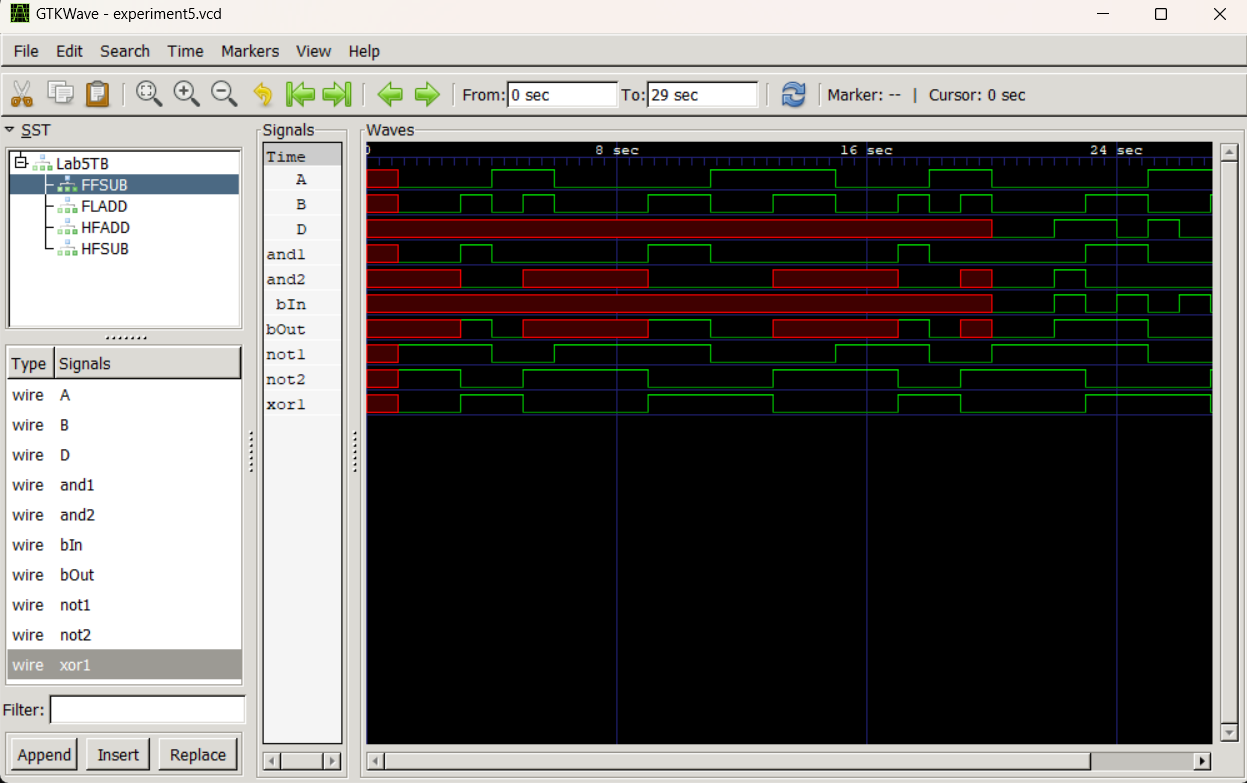 GTKWave - experiment5.vcd
File Edit Search Time Markers View Help
From: 0 sec To: 29 sec Marker: -- | Cursor: 0 sec
SST
Lab5TB
FFSUB
FLADD
HFADD
HFSUB
Type Signals
wire A
wire B
wire D
wire and1
wire and2
wire bIn
wire bOut
wire not1
wire not2
wire xor1
Filter:
Append Insert Replace
Signals
Time
A
B
D
and1
and2
bIn
bOut
not1
not2
xor1
Waves
0 8 sec 16 sec 24 sec